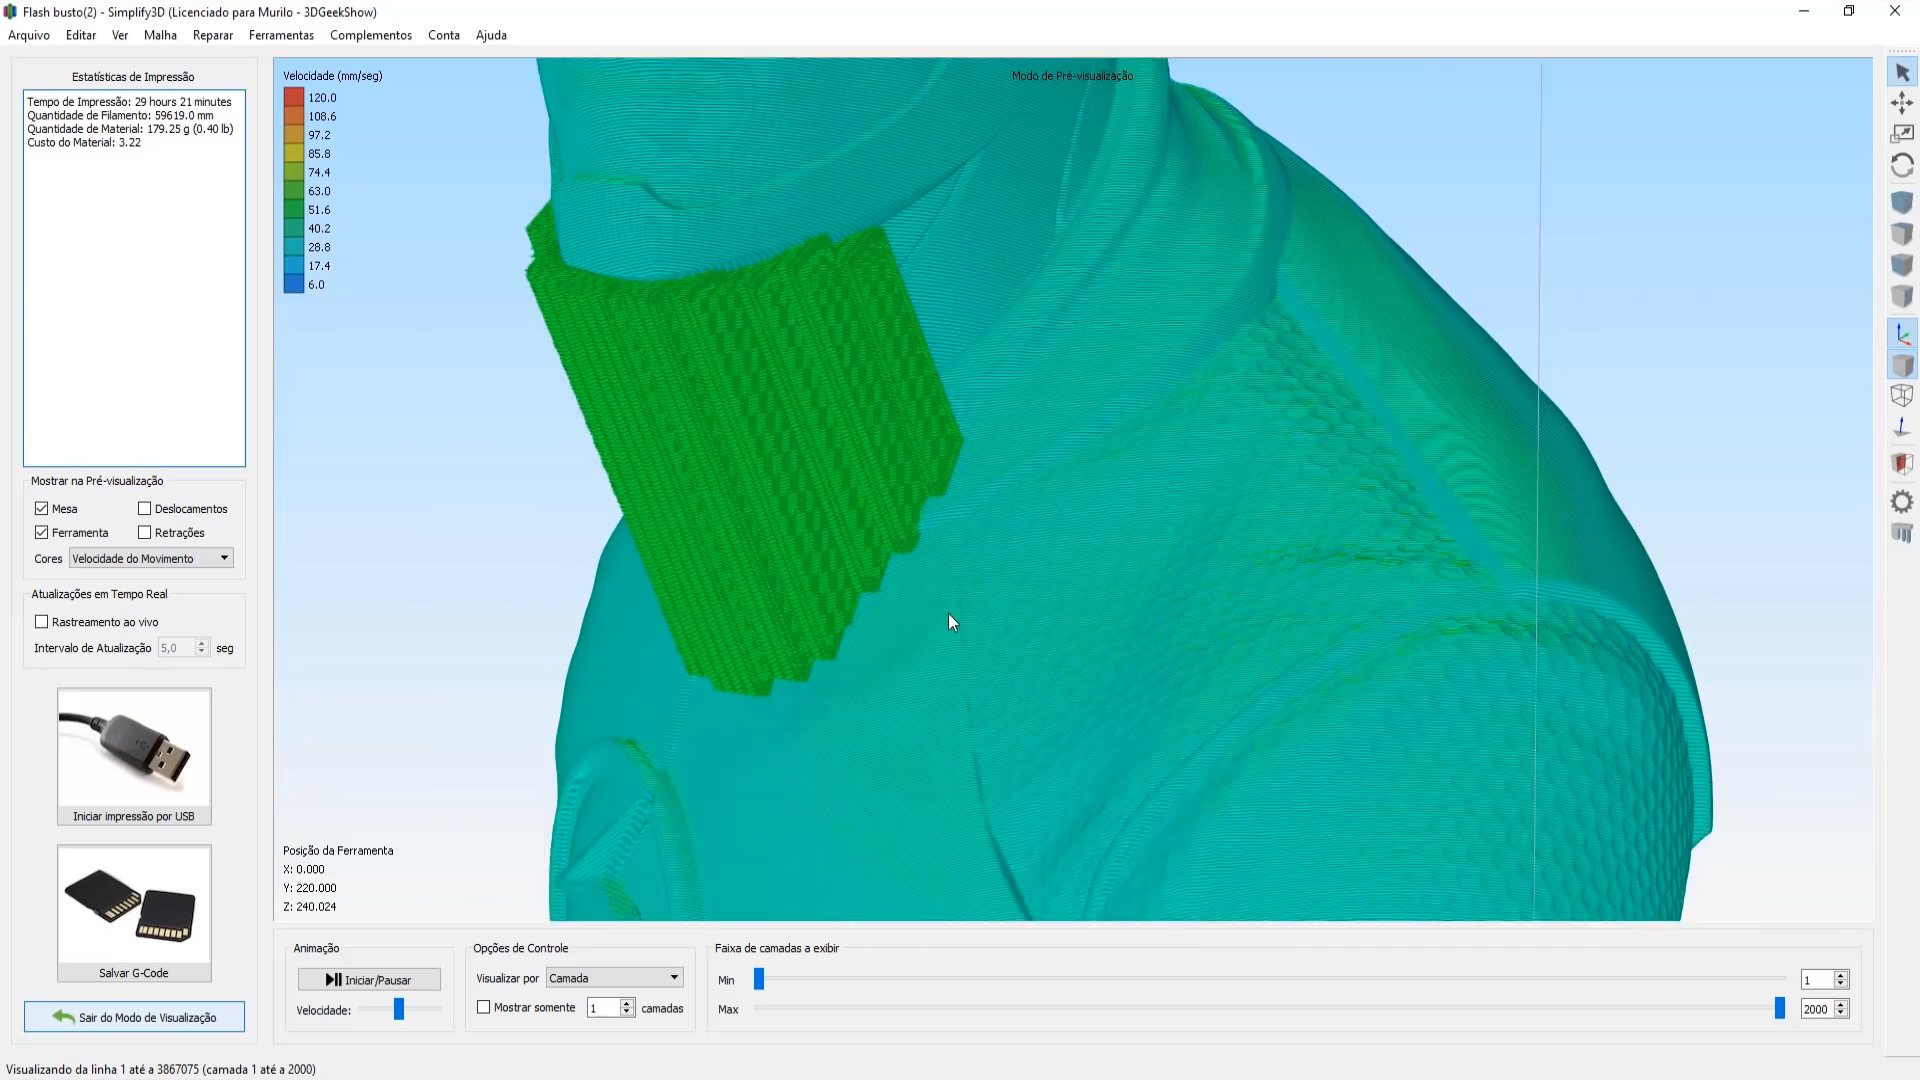 Flash busto(2) - Simplify3D (Licenciado para Murilo - 3DGeekShow)
Arquivo Editar Ver Malha Reparar Ferramentas Complementos Conta Ajuda
Estatísticas de Impressão
Tempo de Impressão: 29 hours 21 minutes
Quantidade de Filamento: 59619.0 mm
Quantidade de Material: 179.25 g (0.40 lb)
Custo do Material: 3.22
Mostrar na Pré-visualização
Mesa Deslocamentos
Ferramenta Retrações
Cores Velocidade do Movimento
Atualizações em Tempo Real
Rastreamento ao vivo
Intervalo de Atualização 5,0 seg
Iniciar impressão por USB
Salvar G-Code
Sair do Modo de Visualização
Velocidade (mm/seg)
120.0
108.6
97.2
85.8
74.4
63.0
51.6
40.2
28.8
17.4
6.0
Modo de Pré-visualização
Posição da Ferramenta
X: 0.000
Y: 220.000
Z: 240.024
Animação
Iniciar/Pausar
Velocidade:
Opções de Controle
Visualizar por Camada
Mostrar somente 1 camadas
Faixa de camadas a exibir
Min 1
Max 2000
Visualizando da linha 1 até a 3867075 (camada 1 até a 2000)